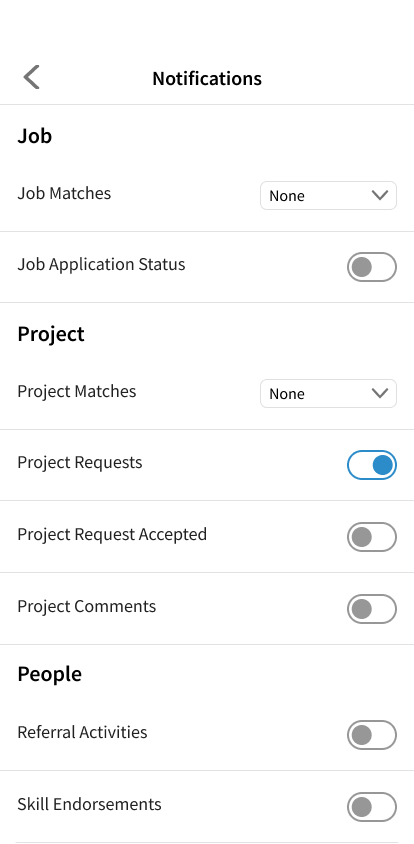 Notifications
Job
Job Matches None
Job Application Status
Project
Project Matches None
Project Requests
Project Request Accepted
Project Comments
People
Referral Activities
Skill Endorsements